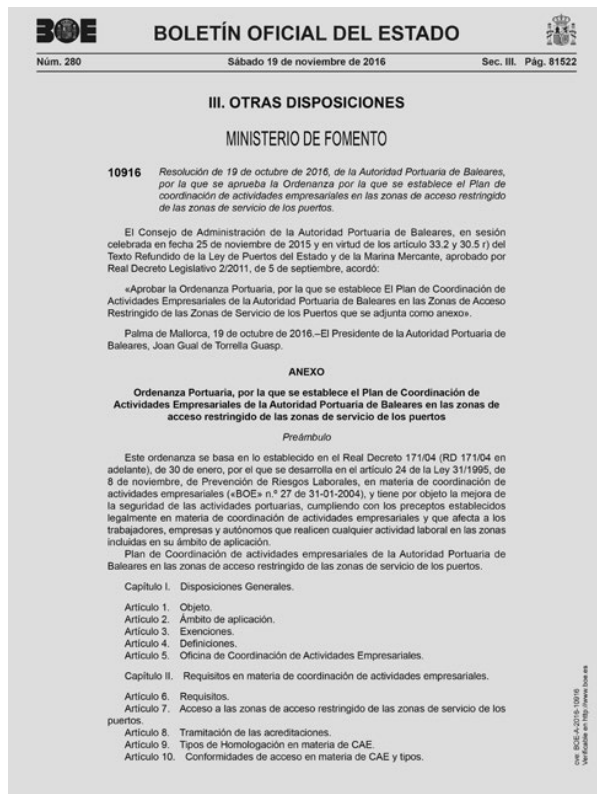 BOE
BOLETÍN OFICIAL DEL ESTADO
Núm. 280
Sábado 19 de noviembre de 2016
Sec. III. Pág. 81522
III. OTRAS DISPOSICIONES
MINISTERIO DE FOMENTO
10916
Resolución de 19 de octubre de 2016, de la Autoridad Portuaria de Baleares,
por la que se aprueba la Ordenanza por la que se establece el Plan de
coordinación de actividades empresariales en las zonas de acceso restringido
de las zonas de servicio de los puertos.
El Consejo de Administración de la Autoridad Portuaria de Baleares, en sesión
celebrada en fecha 25 de noviembre de 2015 y en virtud de los artículo 33.2 y 30.5 r) del
Texto Refundido de la Ley de Puertos del Estado y de la Marina Mercante, aprobado por
Real Decreto Legislativo 2/2011, de 5 de septiembre, acordó:
«Aprobar la Ordenanza Portuaria, por la que se establece El Plan de Coordinación de
Actividades Empresariales de la Autoridad Portuaria de Baleares en las Zonas de Acceso
Restringido de las Zonas de Servicio de los Puertos que se adjunta como anexo».
Palma de Mallorca, 19 de octubre de 2016.–El Presidente de la Autoridad Portuaria de
Baleares, Joan Gual de Torrella Guasp.
ANEXO
Ordenanza Portuaria, por la que se establece el Plan de Coordinación de
Actividades Empresariales de la Autoridad Portuaria de Baleares en las zonas de
acceso restringido de las zonas de servicio de los puertos
Preámbulo
Este ordenanza se basa en lo establecido en el Real Decreto 171/04 (RD 171/04 en
adelante), de 30 de enero, por el que se desarrolla en el artículo 24 de la Ley 31/1995, de
8 de noviembre, de Prevención de Riesgos Laborales, en materia de coordinación de
actividades empresariales («BOE» n.º 27 de 31-01-2004), y tiene por objeto la mejora de
la seguridad de las actividades portuarias, cumpliendo con los preceptos establecidos
legalmente en materia de coordinación de actividades empresariales y que afecta a los
trabajadores, empresas y autónomos que realicen cualquier actividad laboral en las zonas
incluidas en su ámbito de aplicación.
Plan de Coordinación de actividades empresariales de la Autoridad Portuaria de
Baleares en las zonas de acceso restringido de las zonas de servicio de los puertos.
Capítulo I. Disposiciones Generales.
Artículo 1. Objeto.
Artículo 2. Ámbito de aplicación.
Artículo 3. Exenciones.
Artículo 4. Definiciones.
Artículo 5. Oficina de Coordinación de Actividades Empresariales.
Capítulo II. Requisitos en materia de coordinación de actividades empresariales.
Artículo 6. Requisitos.
Artículo 7. Acceso a las zonas de acceso restringido de las zonas de servicio de los
puertos.
Artículo 8. Tramitación de las acreditaciones.
Artículo 9. Tipos de Homologación en materia de CAE.
Artículo 10. Conformidades de acceso en materia de CAE y tipos.
cve: BOE-A-2016-10916
Verificable en http://www.boe.es